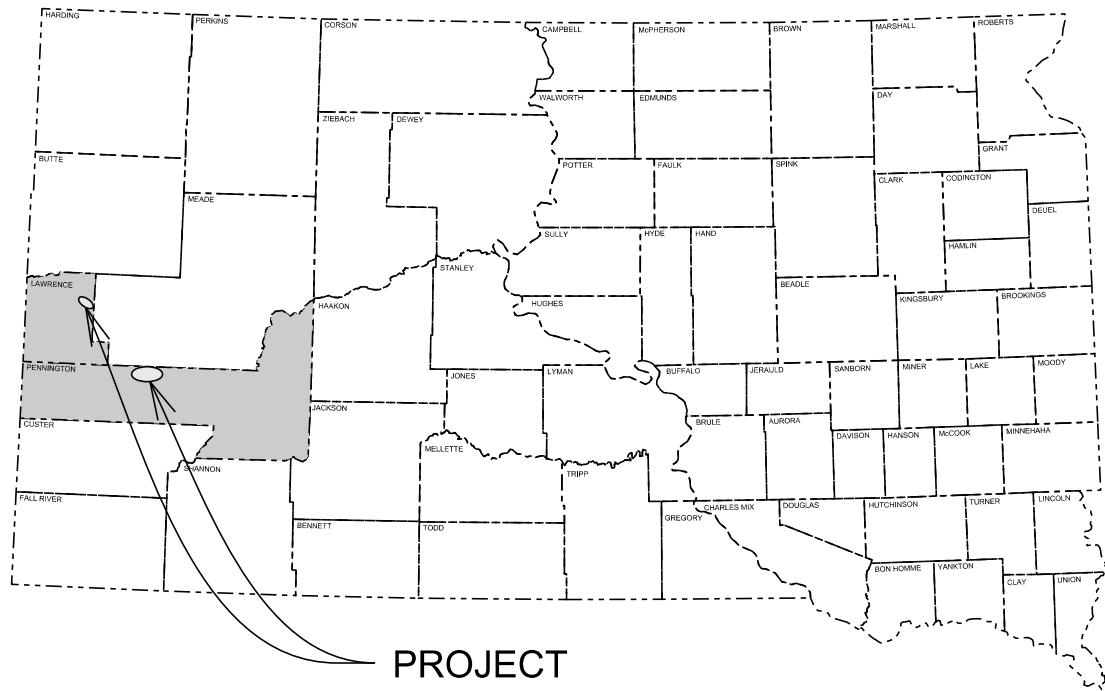 HARDING
PERKINS
CORSON
CAMPBELL
McPHERSON
BROWN
MARSHALL
ROBERTS
WALWORTH
EDMUNDS
DAY
ZIEBACH
DEWEY
GRANT
BUTTE
POTTER
FAULK
SPINK
CLARK
CODINGTON
MEADE
DEUEL
SULLY
HYDE
HAND
HAMLIN
STANLEY
LAWRENCE
BEADLE
HAAKON
HUGHES
KINGSBURY
BROOKINGS
PENNINGTON
JONES
LYMAN
BUFFALO
JERAULD
SANBORN
MINER
LAKE
MOODY
JACKSON
CUSTER
BRULE
AURORA
DAVISON
HANSON
McCOOK
MINNEHAHA
MELLETTE
SHANNON
TRIPP
FALL RIVER
GREGORY
CHARLES MIX
DOUGLAS
HUTCHINSON
TURNER
LINCOLN
BENNETT
TODD
BON HOMME
YANKTON
CLAY
UNION
PROJECT